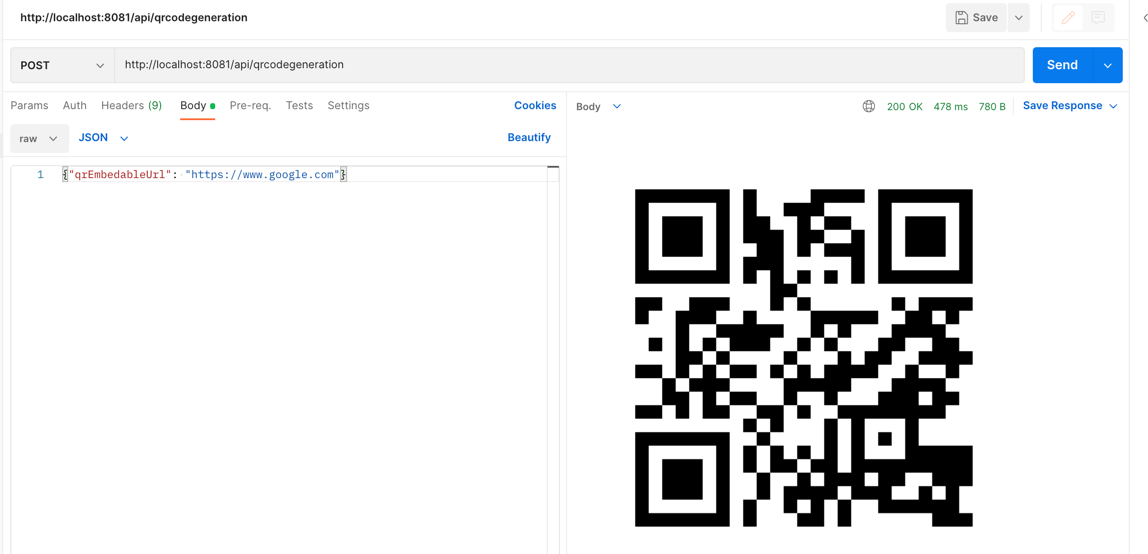 http://localhost:8081/api/qrcodegeneration
Save
POST
http://localhost:8081/api/qrcodegeneration
Send
Params Auth Headers (9) Body Pre-req. Tests Settings Cookies
raw JSON Beautify
1 {"qrEmbedableUrl": "https://www.google.com"}
Body 200 OK 478 ms 780 B Save Response